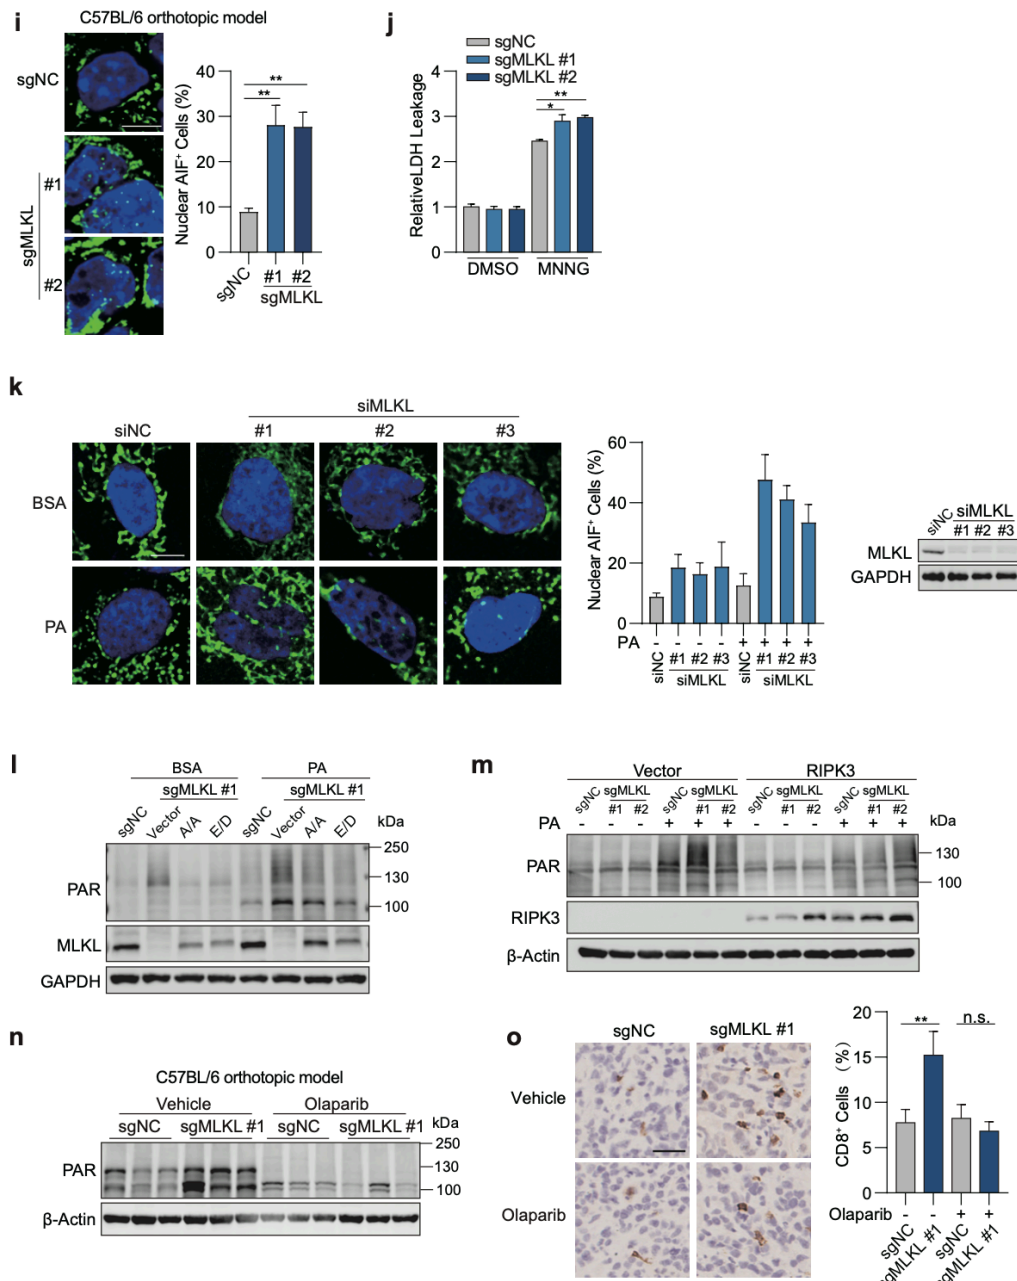 i
C57BL/6 orthotopic model
sgNC
sgMLKL
#1
#2
Nuclear AIF⁺ Cells (%)
40
30
20
10
0
**
**
sgNC
#1 #2
sgMLKL
j
sgNC
sgMLKL #1
sgMLKL #2
RelativeLDH Leakage
4
3
2
1
0
**
*
DMSO MNNG
k
siMLKL
siNC #1 #2 #3
BSA
PA
Nuclear AIF⁺ Cells (%)
60
40
20
0
PA - - - - + + + +
siNC #1 #2 #3 siNC #1 #2 #3
siMLKL siMLKL
siNC siMLKL
#1 #2 #3
MLKL
GAPDH
l
BSA PA
sgMLKL #1 sgMLKL #1
sgNC Vector A/A E/D sgNC Vector A/A E/D
kDa
250
PAR
130
100
MLKL
GAPDH
m
Vector RIPK3
sgNC sgMLKL sgNC sgMLKL sgNC sgMLKL sgNC sgMLKL
#1 #2 #1 #2 #1 #2 #1 #2
PA - - - + + + - - - + + + kDa
PAR
130
100
RIPK3
β-Actin
n
C57BL/6 orthotopic model
Vehicle Olaparib
sgNC sgMLKL #1 sgNC sgMLKL #1
kDa
250
PAR
130
100
β-Actin
o
sgNC sgMLKL #1
Vehicle
Olaparib
CD8⁺ Cells (%)
20
15
10
5
0
** n.s.
Olaparib - - + +
sgNC
sgMLKL #1
sgNC
sgMLKL #1